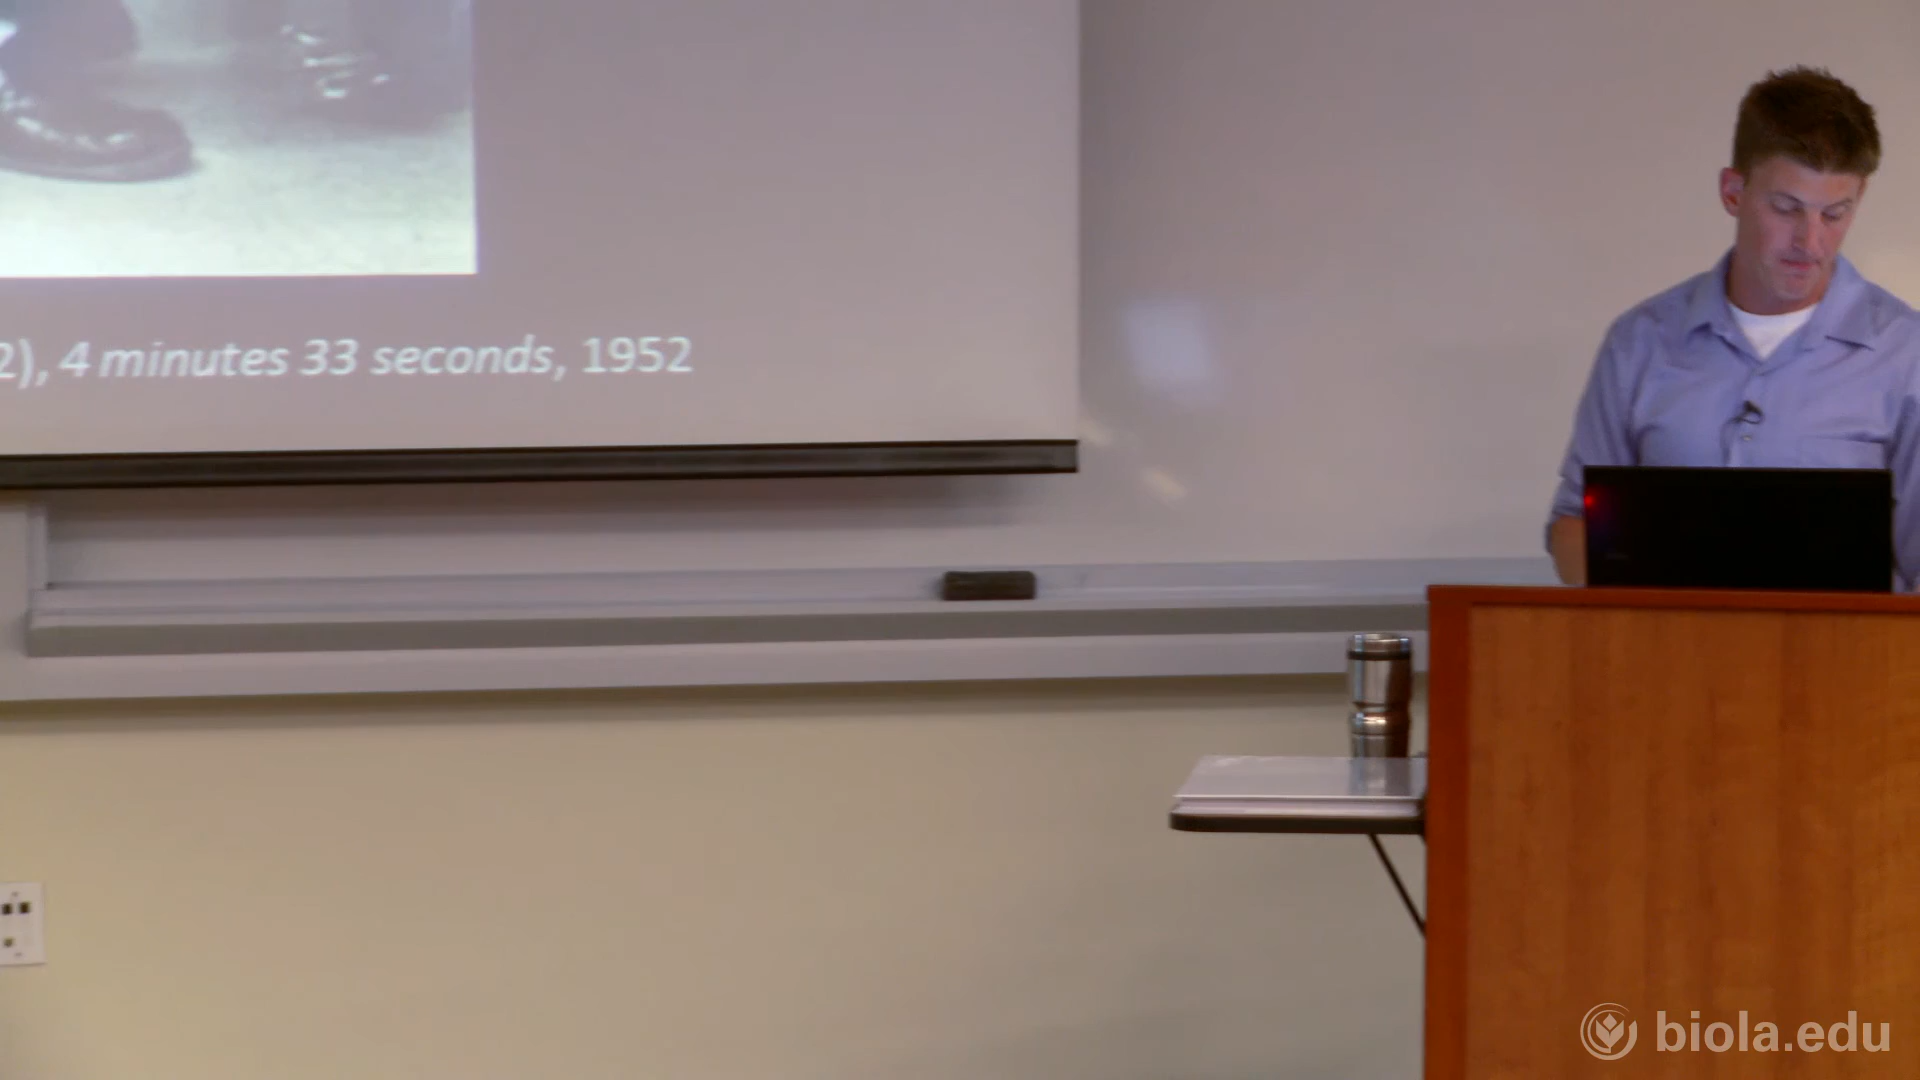 2), 4 minutes 33 seconds, 1952
biola.edu